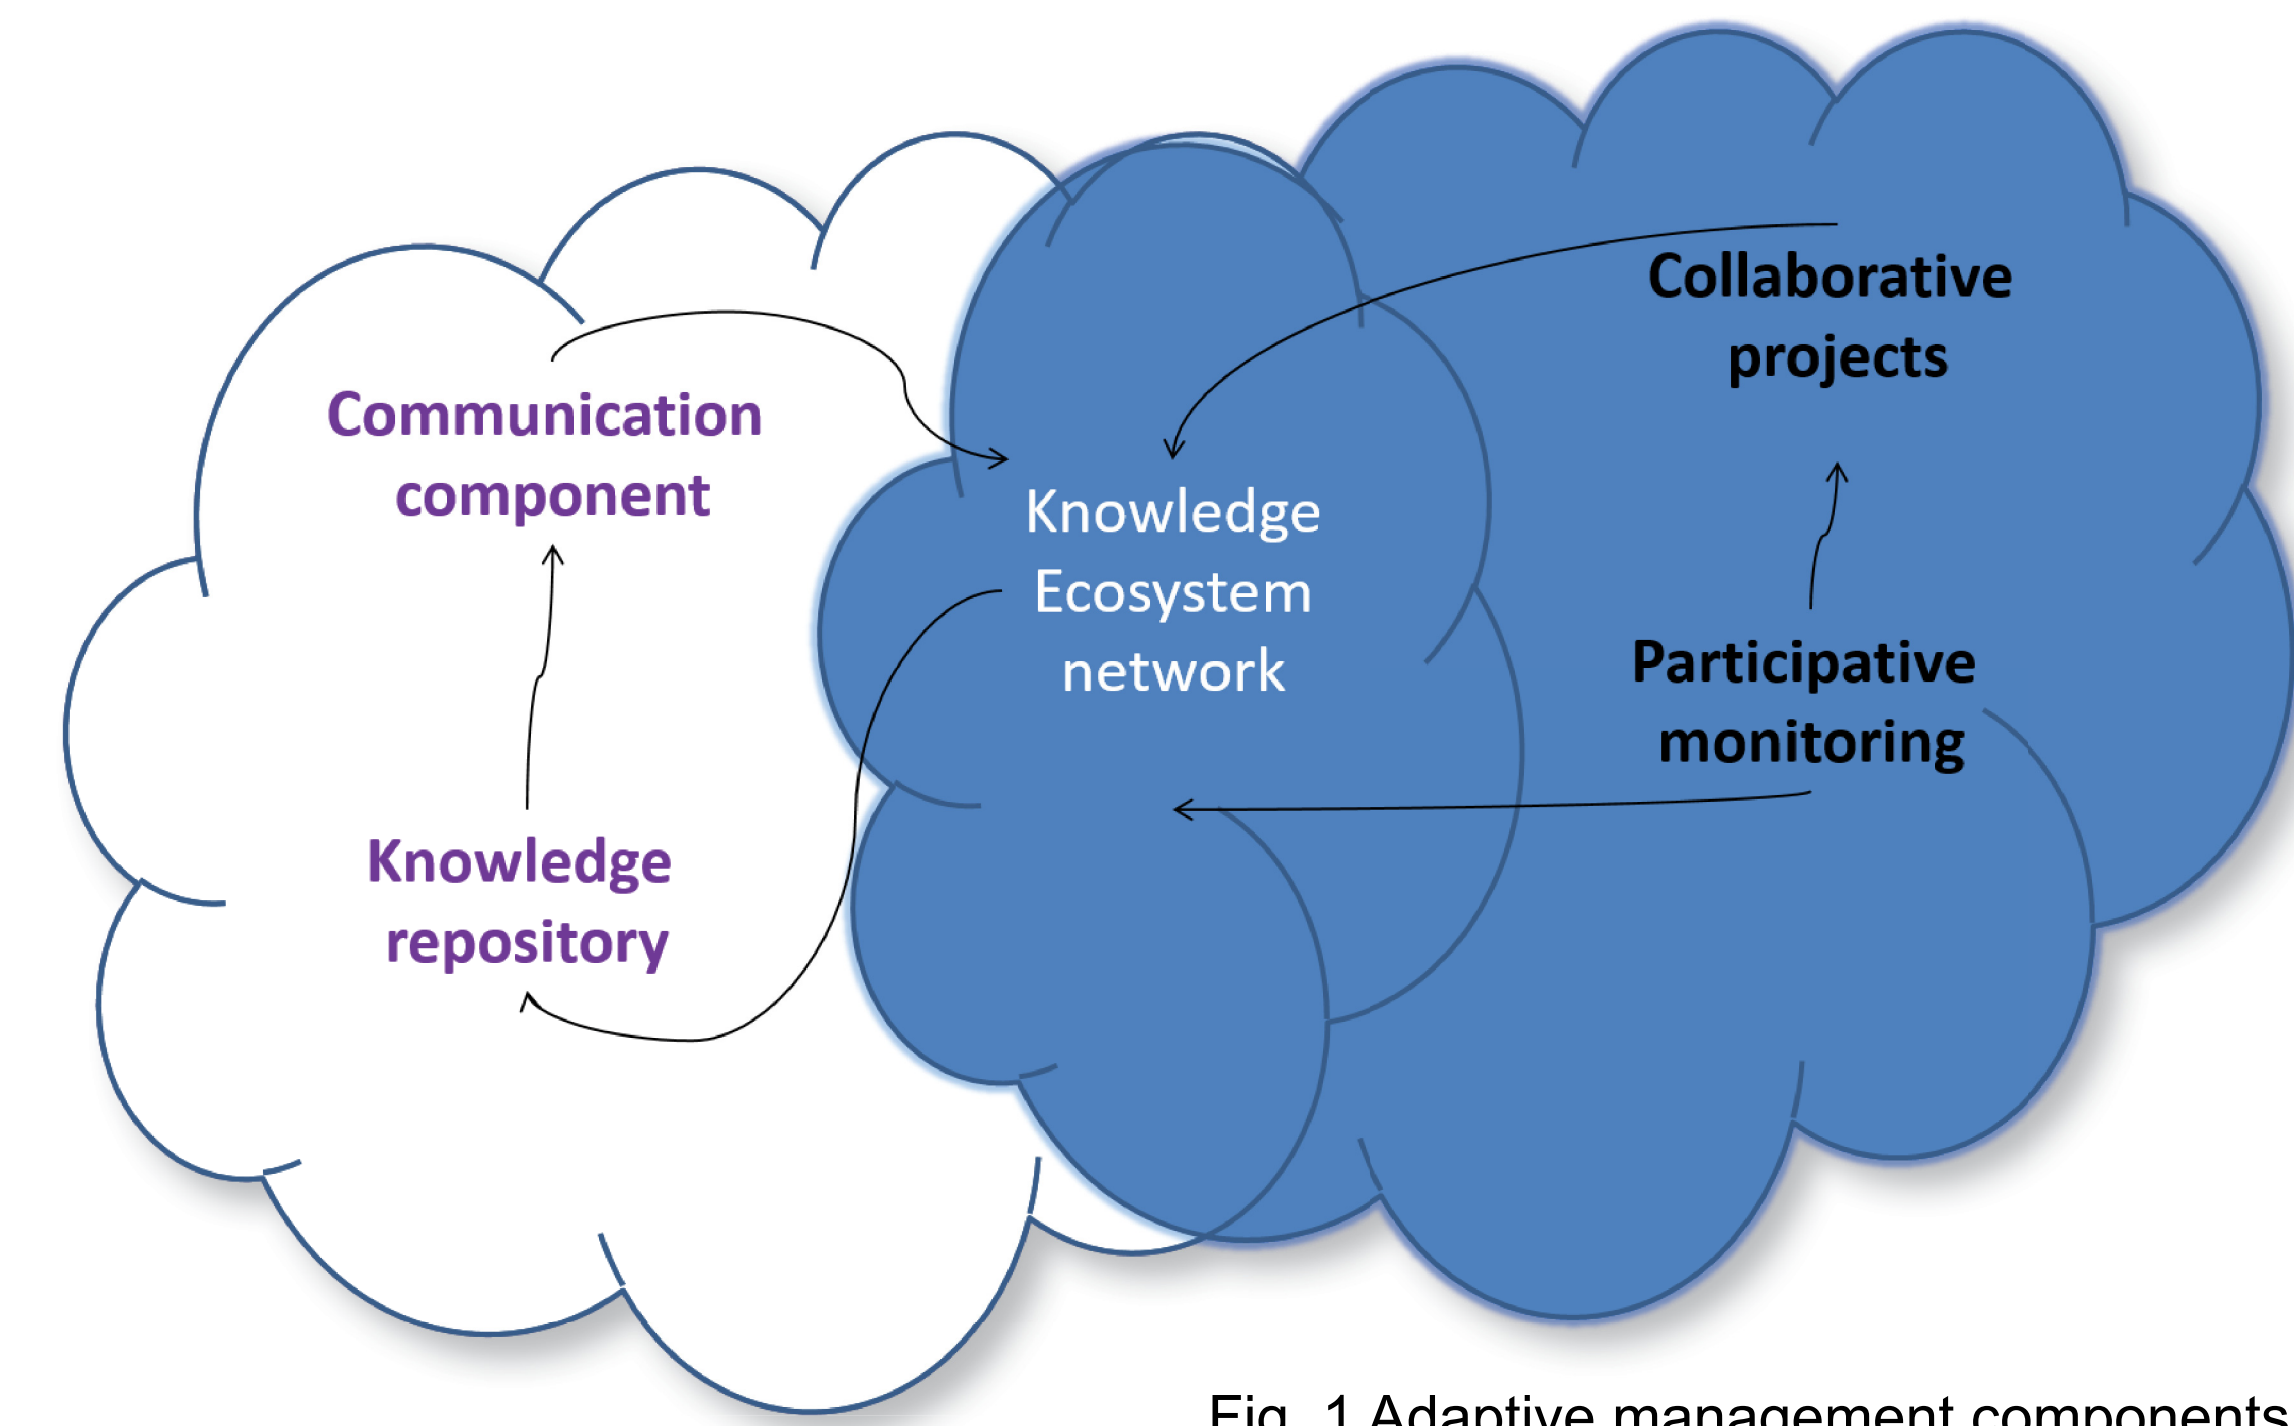 Communication
component
Knowledge
repository
Knowledge
Ecosystem
network
Collaborative
projects
Participative
monitoring
Fig. 1 Adaptive management components